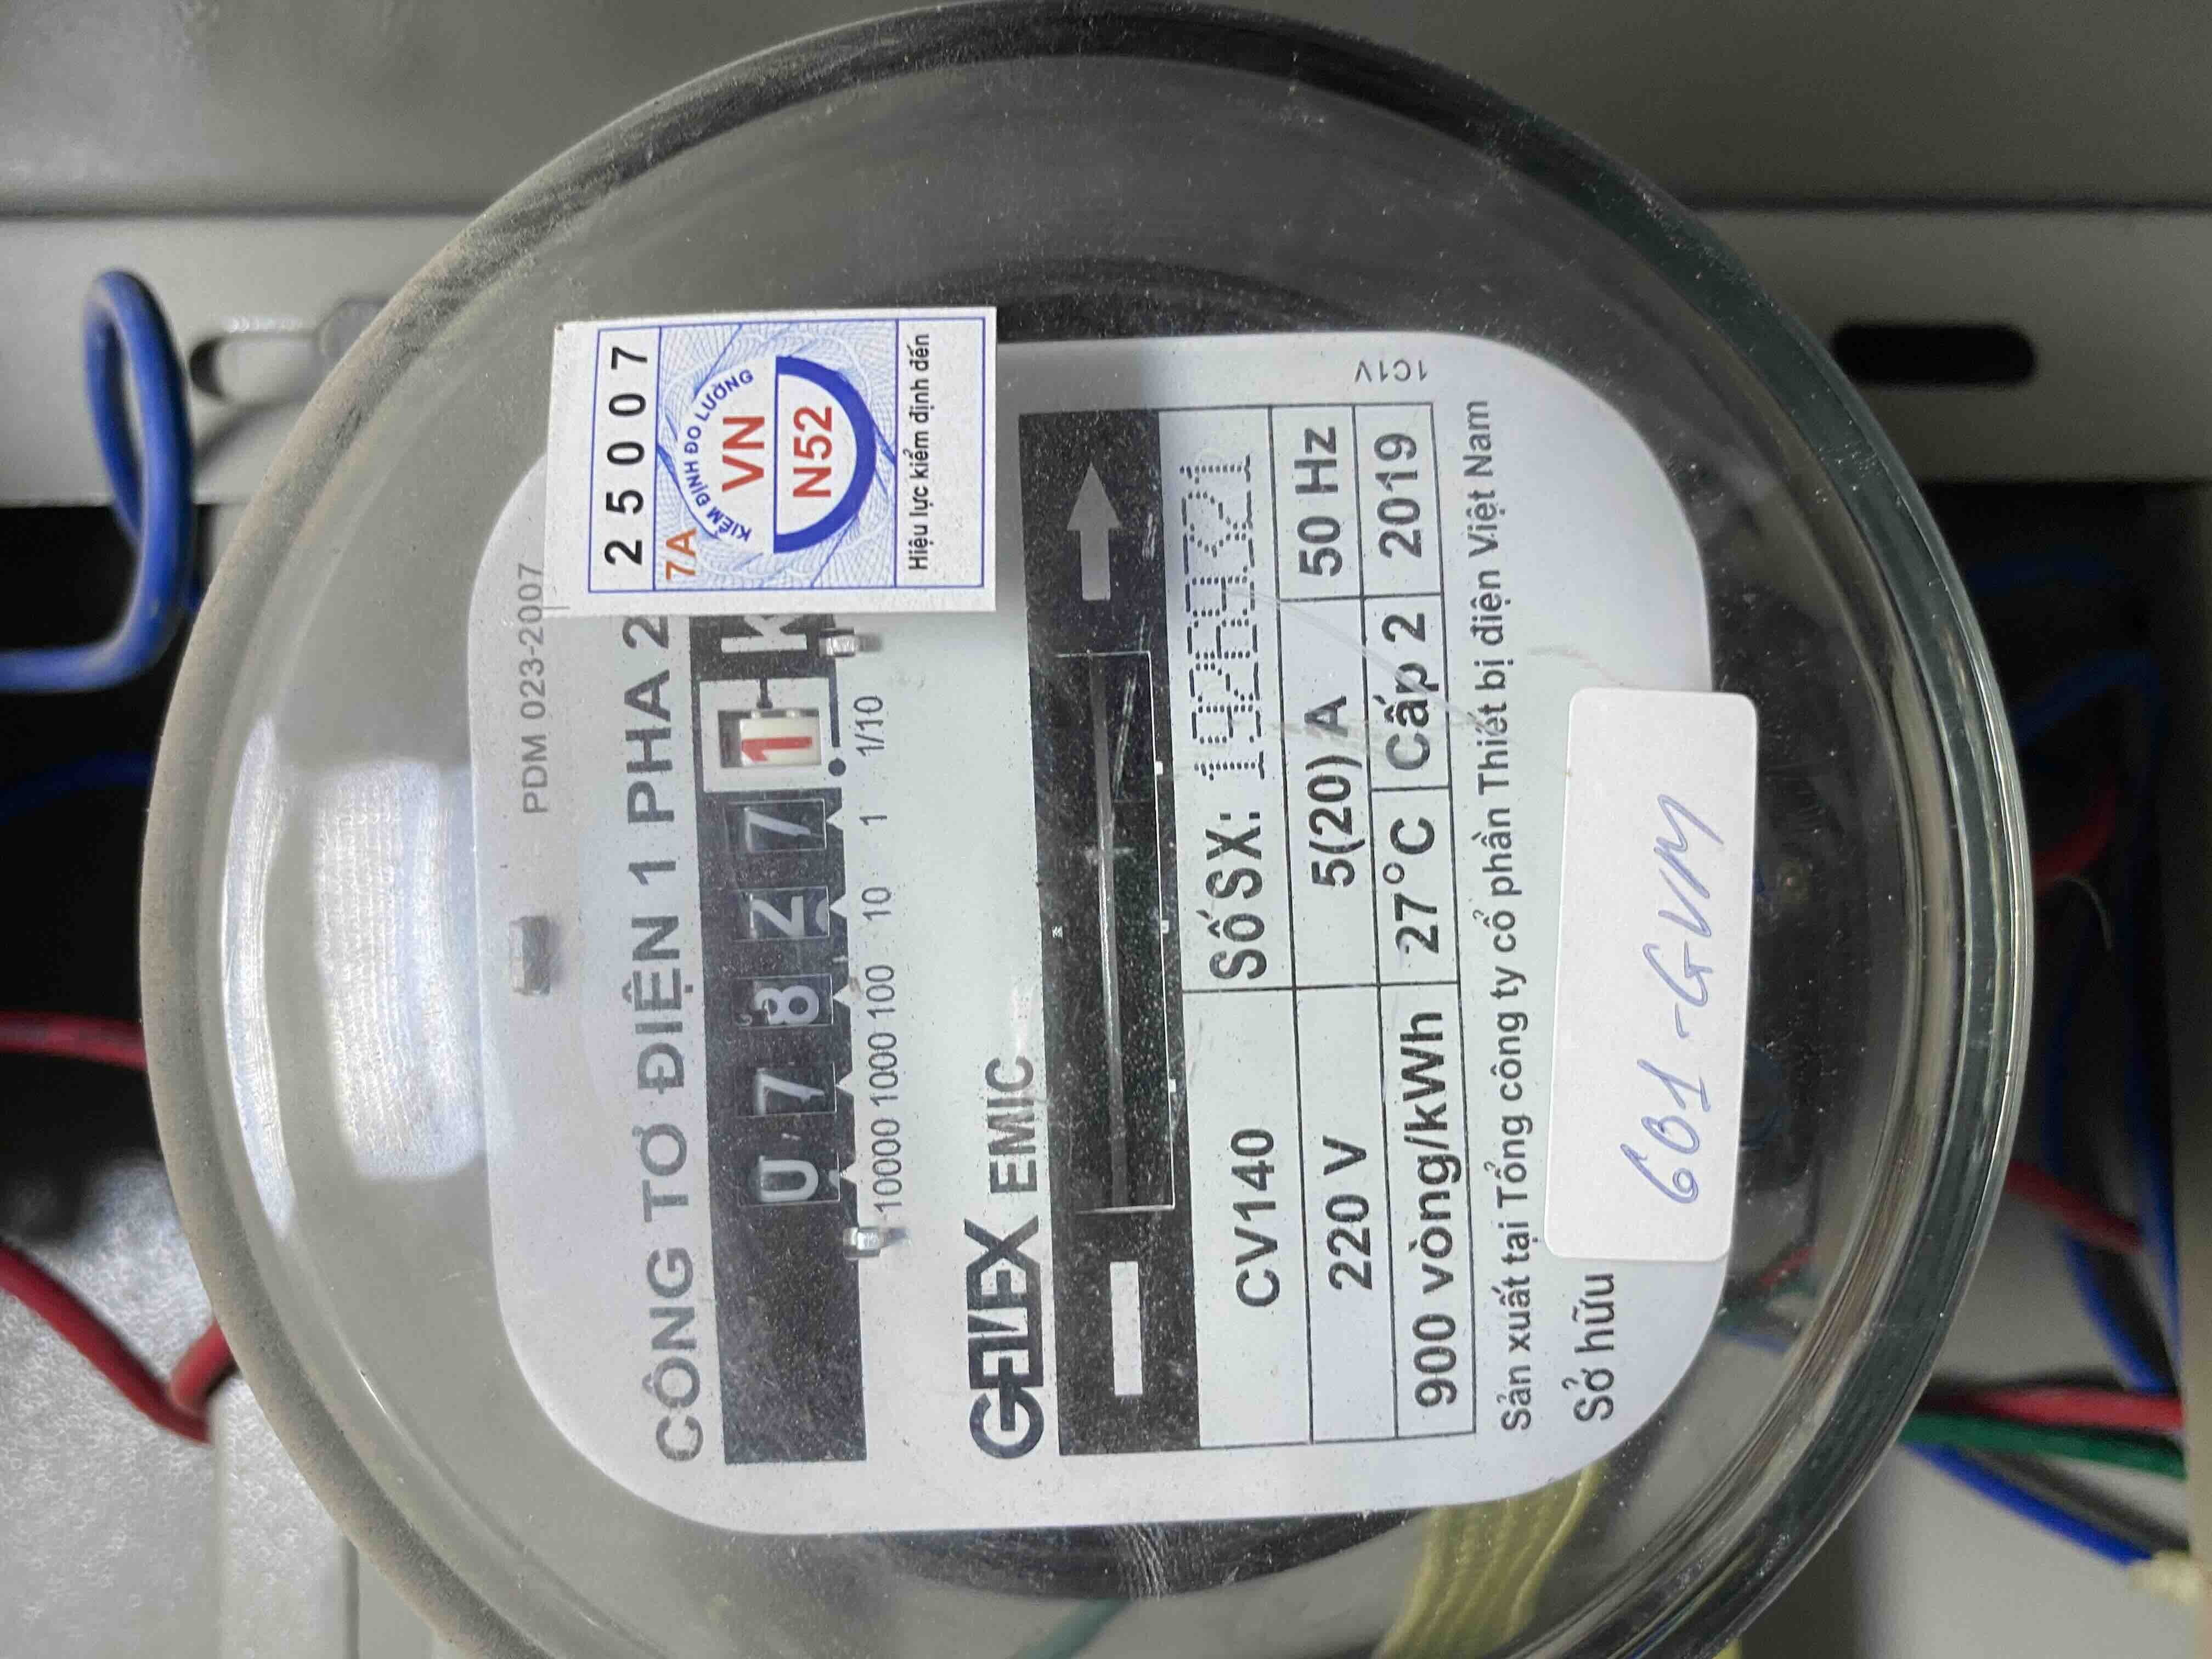 PDM 023-2007
CÔNG TƠ ĐIỆN 1 PHA 2
25007
7A
KIỂM ĐỊNH ĐO LƯỜNG
VN
N52
Hiệu lực kiểm định đến
0 7 8 2 7 1 K
10000 1000 100 10 1 1/10
GELEX EMIC
CV140 Số SX:
220 V 5(20) A 50 Hz
900 vòng/kWh 27°C Cấp 2 2019
1C1V
Sản xuất tại Tổng công ty cổ phần Thiết bị điện Việt Nam
Sở hữu
601-GVM